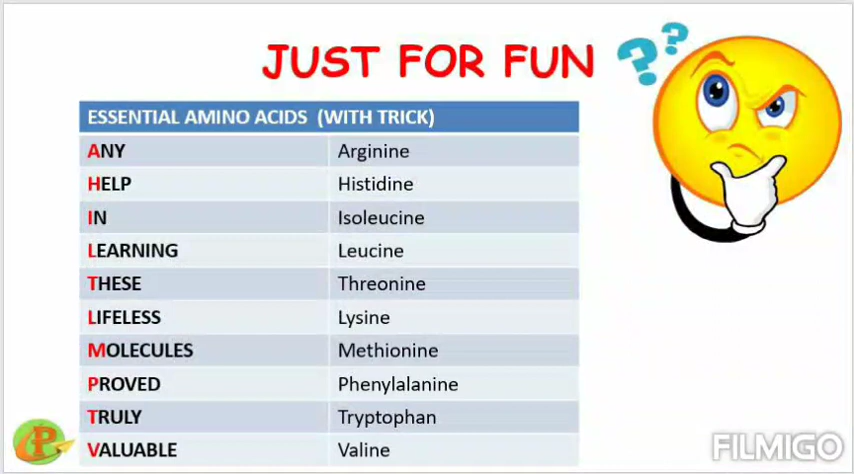 JUST FOR FUN ??
ESSENTIAL AMINO ACIDS (WITH TRICK)
ANY Arginine
HELP Histidine
IN Isoleucine
LEARNING Leucine
THESE Threonine
LIFELESS Lysine
MOLECULES Methionine
PROVED Phenylalanine
TRULY Tryptophan
VALUABLE Valine
P
FILMIGO